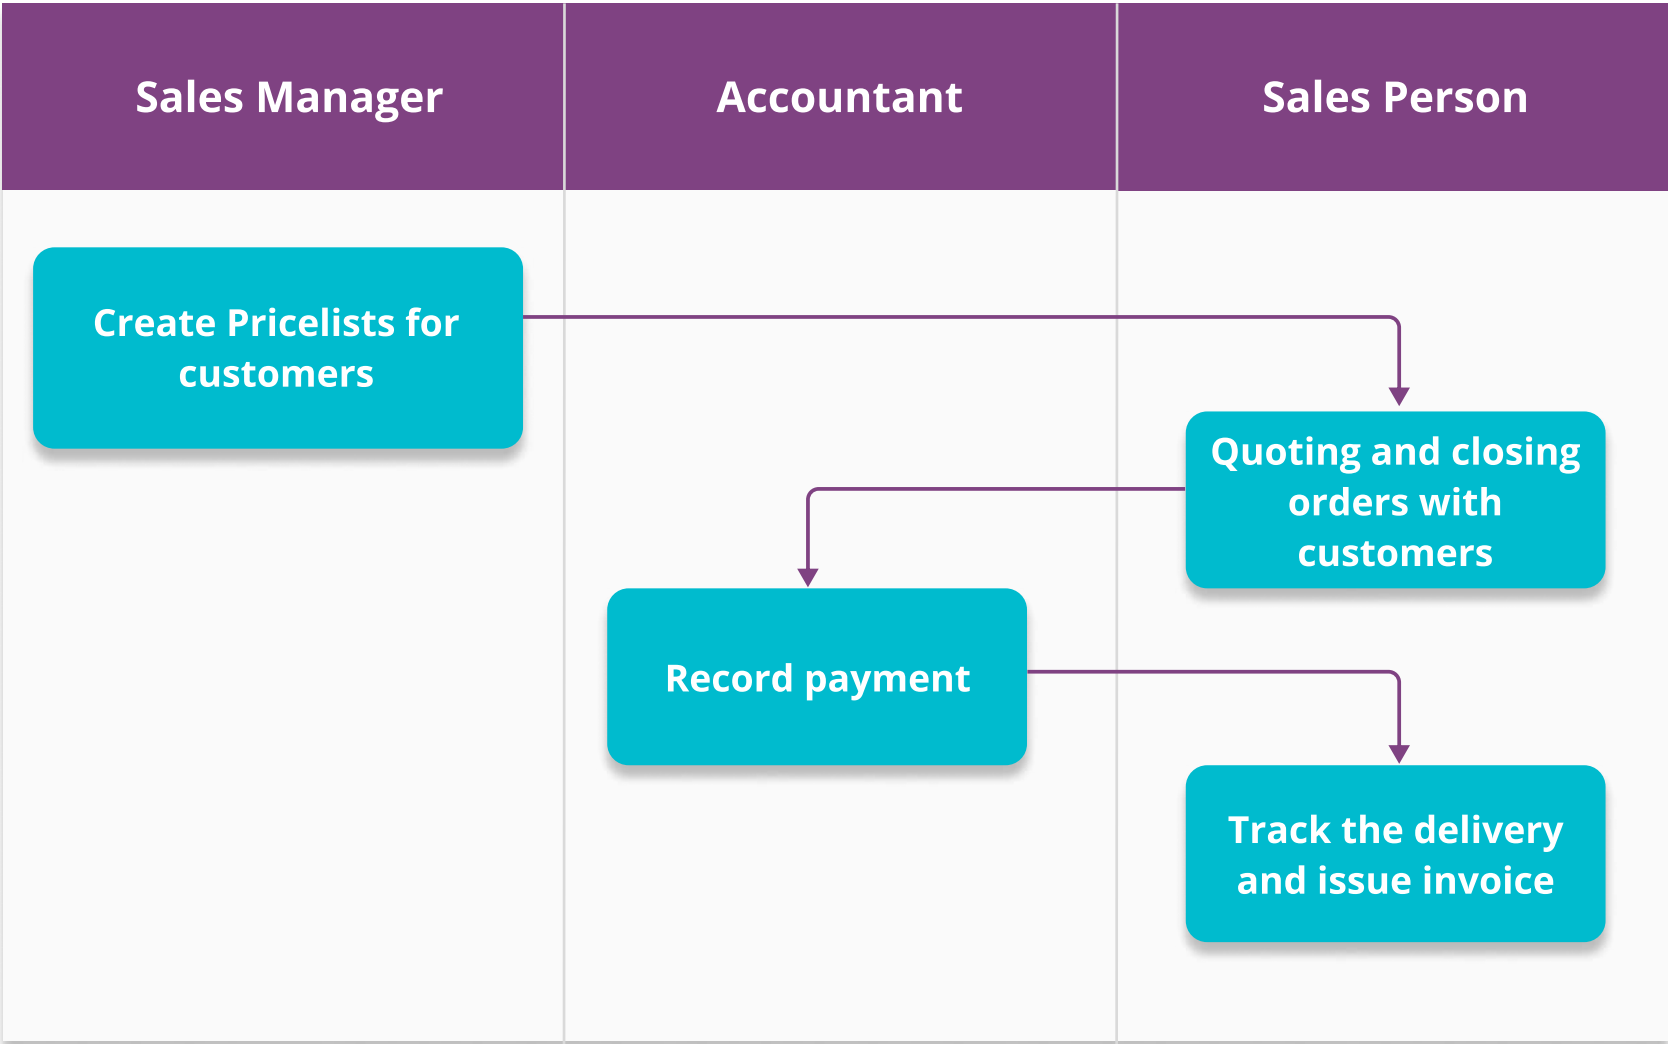 Sales Manager
Accountant
Sales Person
Create Pricelists for
customers
Quoting and closing
orders with
customers
Record payment
Track the delivery
and issue invoice